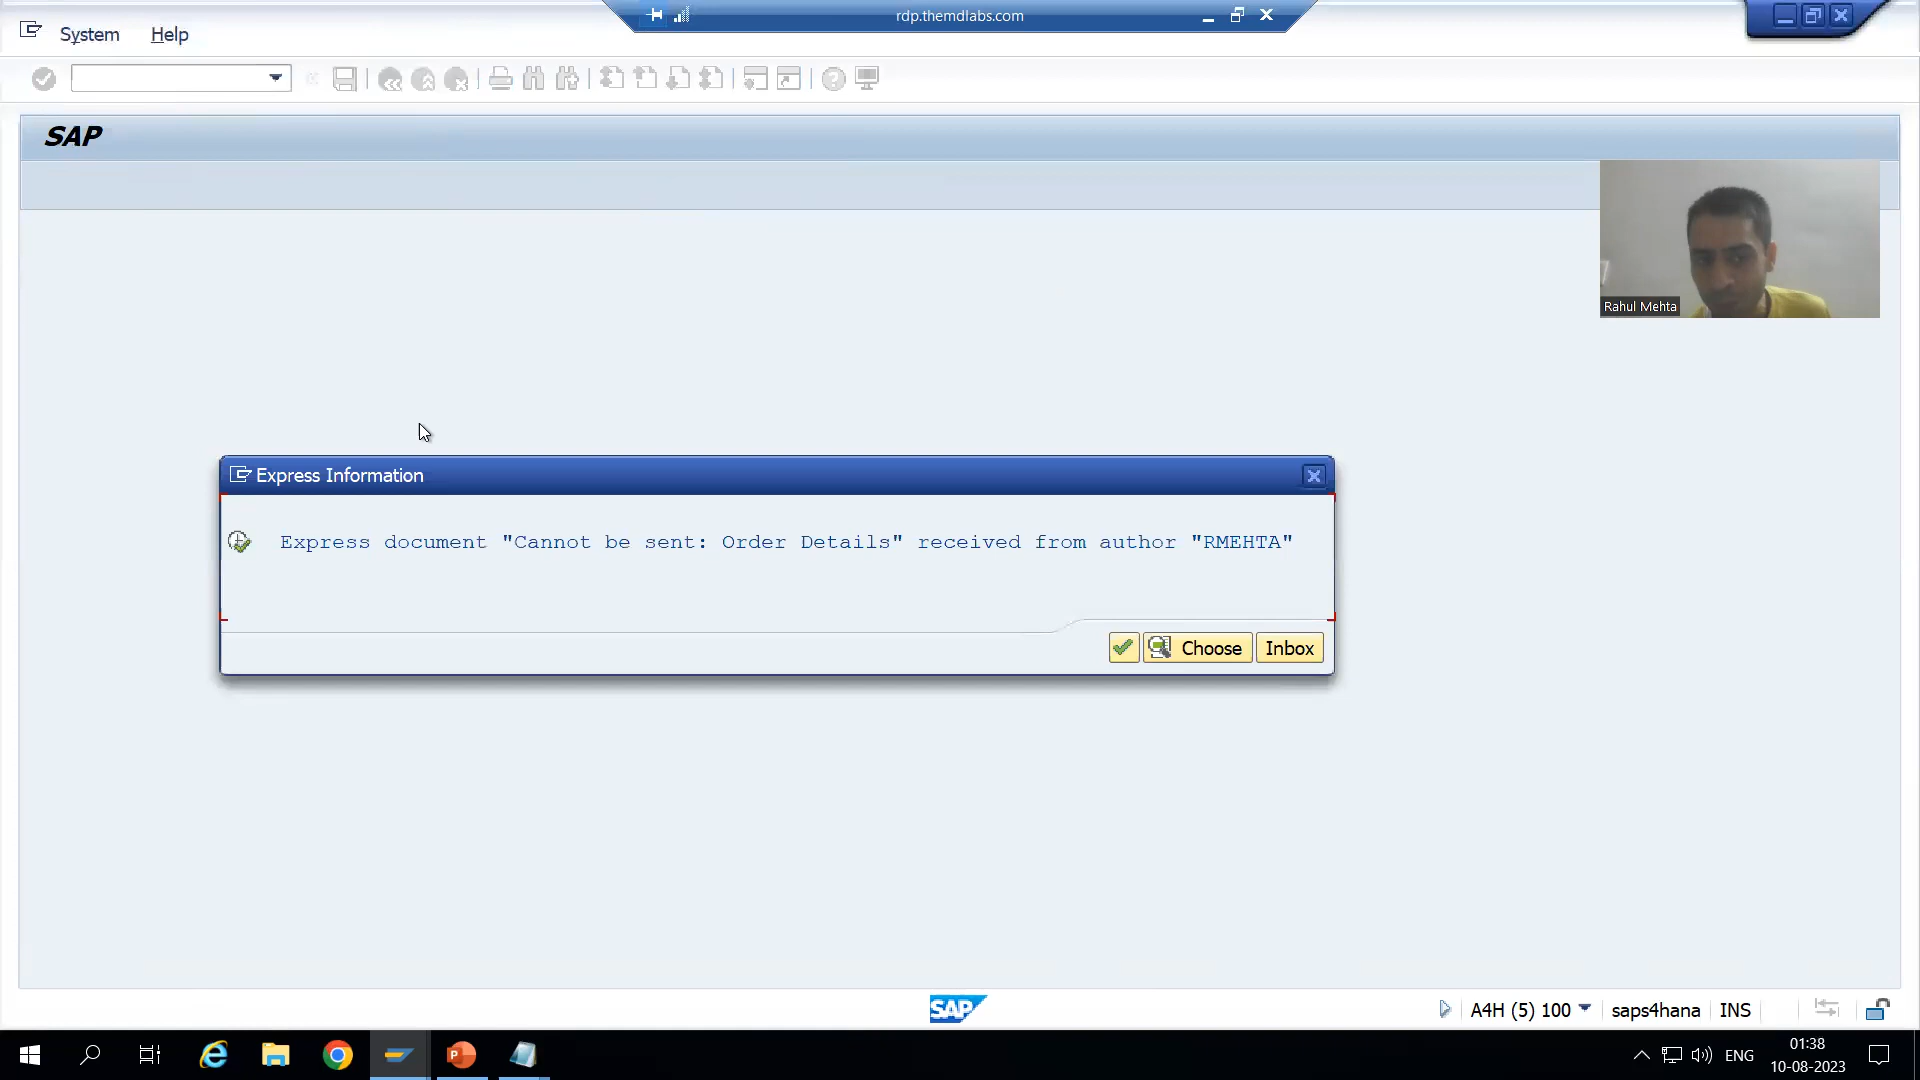 rdp.themdlabs.com
System Help
SAP
Rahul Mehta
Express Information
Express document "Cannot be sent: Order Details" received from author "RMEHTA"
Choose Inbox
SAP A4H (5) 100 saps4hana INS
ENG
01:38
10-08-2023